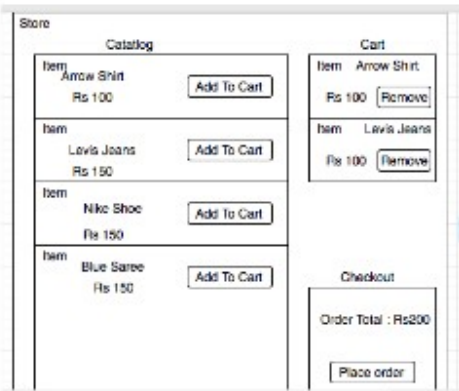 Store
Catatlog
Item
Arrow Shirt
Rs 100
Add To Cart
Item
Levis Jeans
Rs 150
Add To Cart
Item
Nike Shoe
Rs 150
Add To Cart
Item
Blue Saree
Rs 150
Add To Cart
Cart
Item Arrow Shirt
Rs 100 Remove
Item Levis Jeans
Rs 100 Remove
Checkout
Order Total : Rs200
Place order